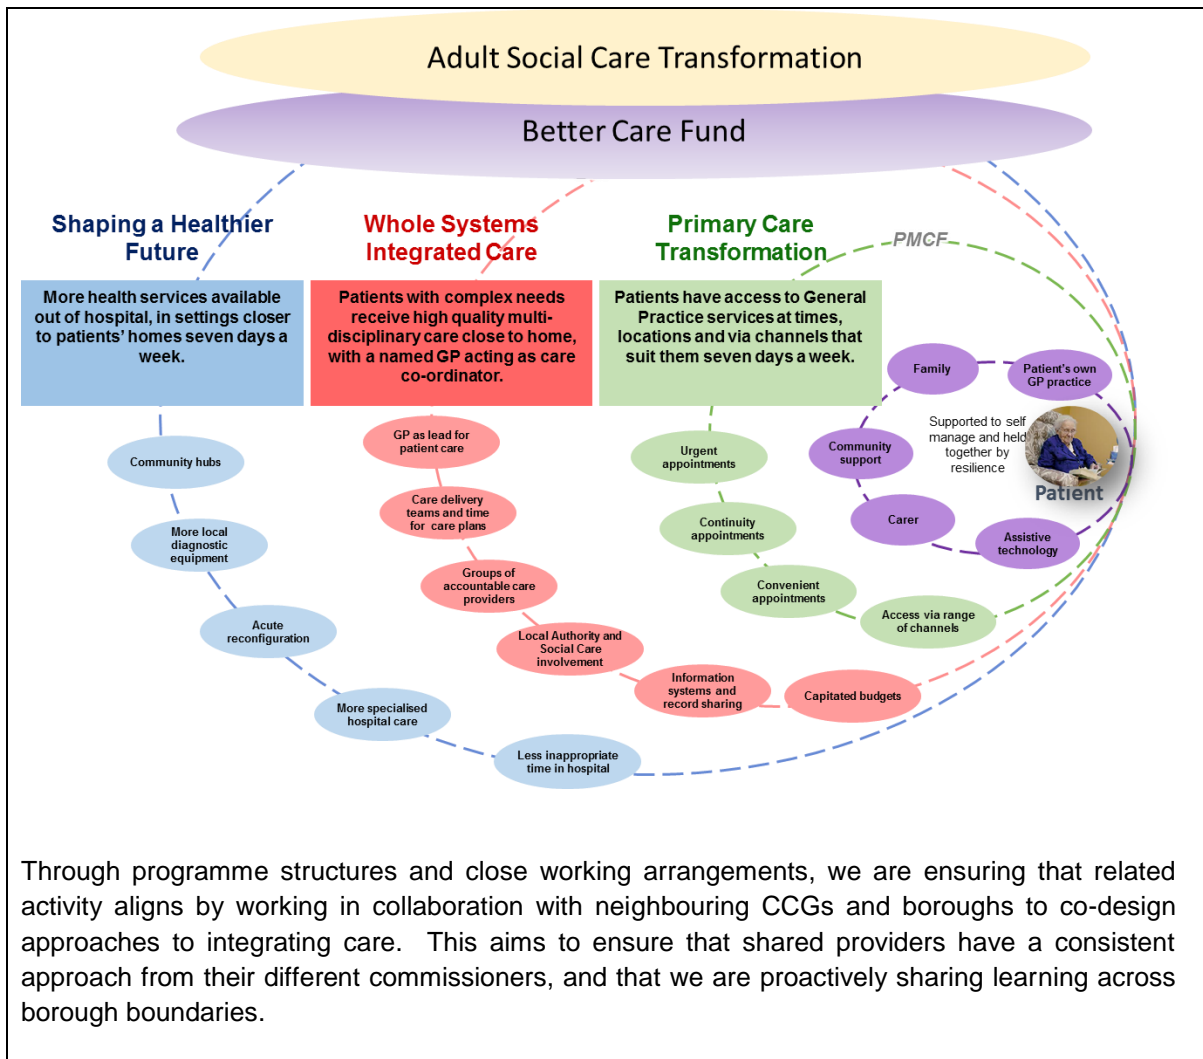 Adult Social Care Transformation
Better Care Fund
Shaping a Healthier
Future
More health services available
out of hospital, in settings closer
to patients' homes seven days a
week.
Community hubs
More local
diagnostic
equipment
Acute
reconfiguration
More specialised
hospital care
Less inappropriate
time in hospital
Whole Systems
Integrated Care
Patients with complex needs
receive high quality multi-
disciplinary care close to home,
with a named GP acting as care
co-ordinator.
GP as lead for
patient care
Care delivery
teams and time
for care plans
Groups of
accountable care
providers
Local Authority and
Social Care
involvement
Information
systems and
record sharing
Capitated budgets
Primary Care
Transformation
PMCF
Patients have access to General
Practice services at times,
locations and via channels that
suit them seven days a week.
Urgent
appointments
Continuity
appointments
Convenient
appointments
Access via range
of channels
Family
Patient's own
GP practice
Community
support
Supported to self
manage and held
together by
resilience
Patient
Carer
Assistive
technology
Through programme structures and close working arrangements, we are ensuring that related
activity aligns by working in collaboration with neighbouring CCGs and boroughs to co-design
approaches to integrating care.  This aims to ensure that shared providers have a consistent
approach from their different commissioners, and that we are proactively sharing learning across
borough boundaries.